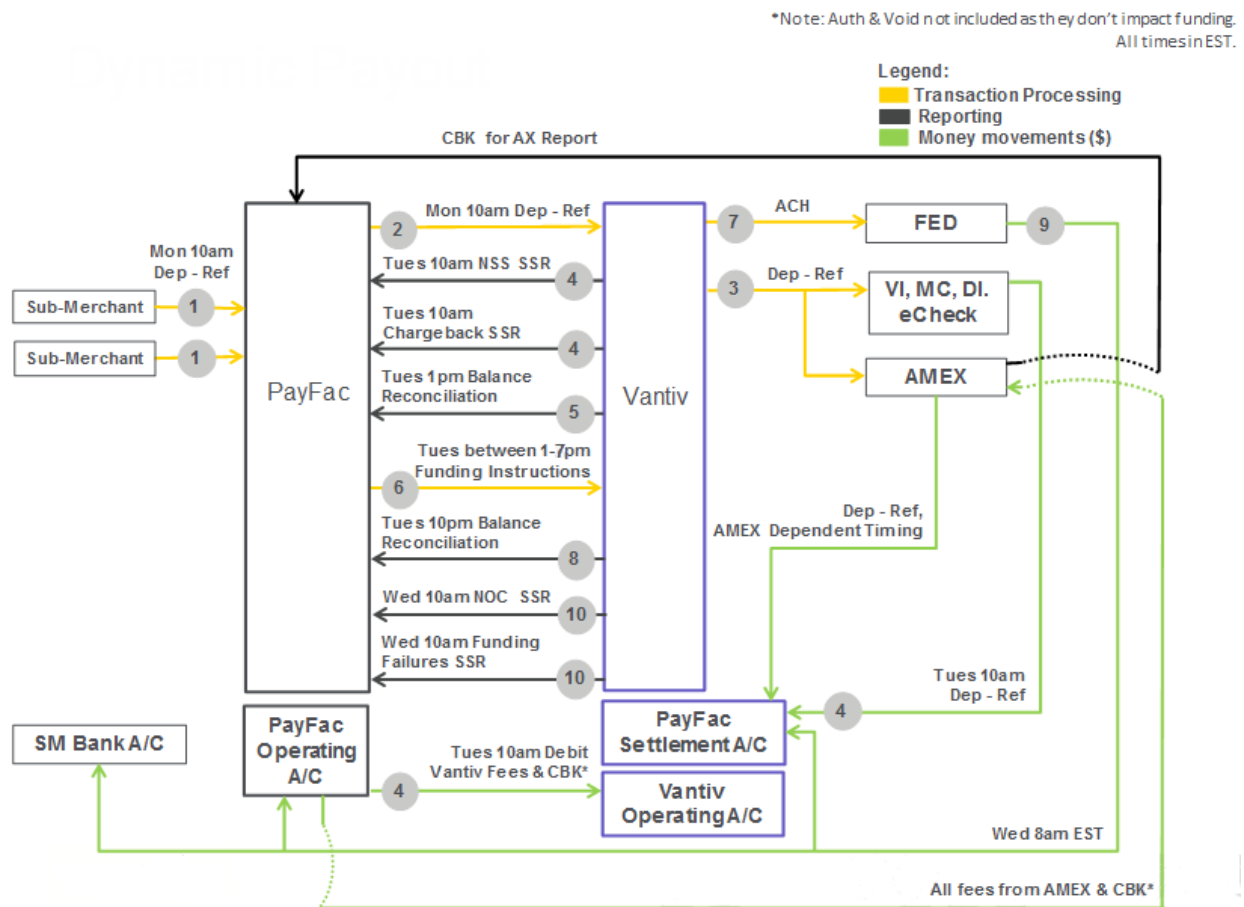 *Note: Auth & Void not included as they don't impact funding.
All times in EST.
Dynamic Payout
Legend:
Transaction Processing
Reporting
Money movements ($)
CBK for AX Report
Mon 10am
Dep - Ref
Sub-Merchant
1
Sub-Merchant
1
PayFac
2
Mon 10am Dep - Ref
Tues 10am NSS SSR
4
Tues 10am
Chargeback SSR
4
Tues 1pm Balance
Reconciliation
5
Tues between 1-7pm
Funding Instructions
6
Tues 10pm Balance
Reconciliation
8
Wed 10am NOC SSR
10
Wed 10am Funding
Failures SSR
10
Vantiv
7
ACH
FED
9
3
Dep - Ref
VI, MC, DI.
eCheck
AMEX
Dep - Ref,
AMEX Dependent Timing
Tues 10am
Dep - Ref
4
SM Bank A/C
PayFac
Operating
A/C
Tues 10am Debit
Vantiv Fees & CBK*
4
PayFac
Settlement A/C
Vantiv
Operating A/C
Wed 8am EST
All fees from AMEX & CBK*